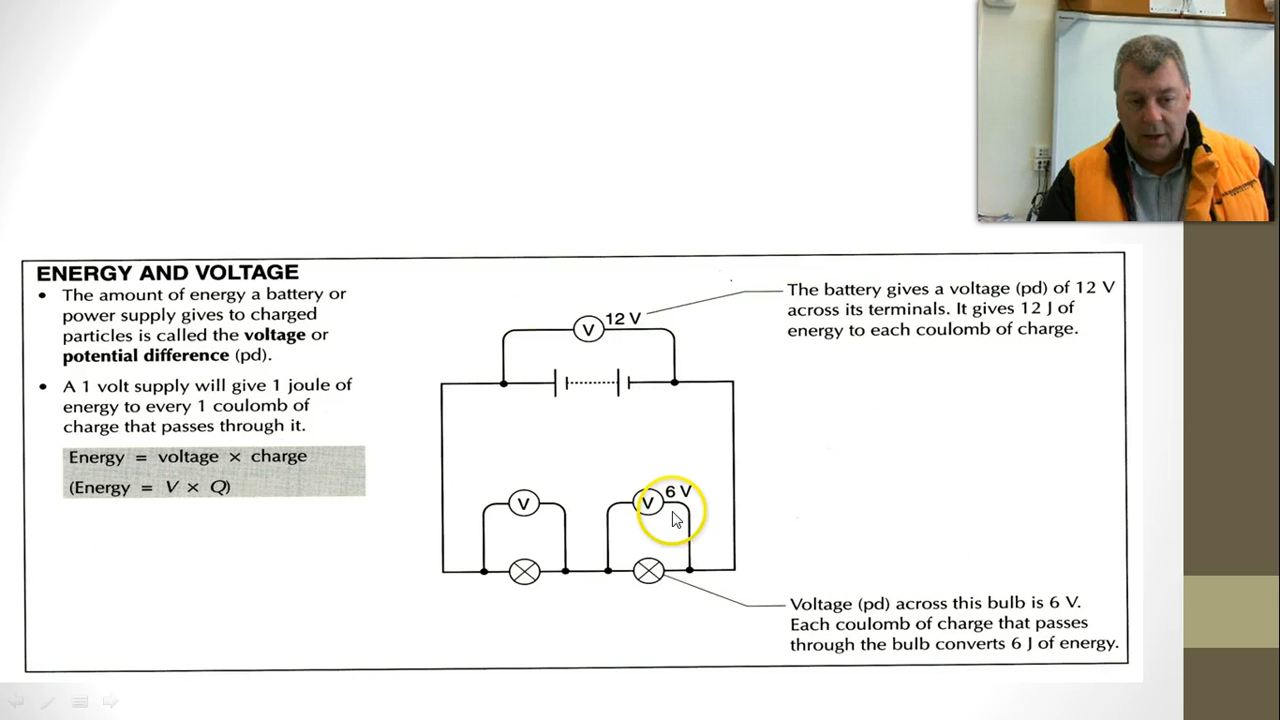 ENERGY AND VOLTAGE
• The amount of energy a battery or
power supply gives to charged
particles is called the voltage or
potential difference (pd).
• A 1 volt supply will give 1 joule of
energy to every 1 coulomb of
charge that passes through it.
Energy = voltage × charge
(Energy = V × Q)
V 12 V
The battery gives a voltage (pd) of 12 V
across its terminals. It gives 12 J of
energy to each coulomb of charge.
V
V 6 V
Voltage (pd) across this bulb is 6 V.
Each coulomb of charge that passes
through the bulb converts 6 J of energy.